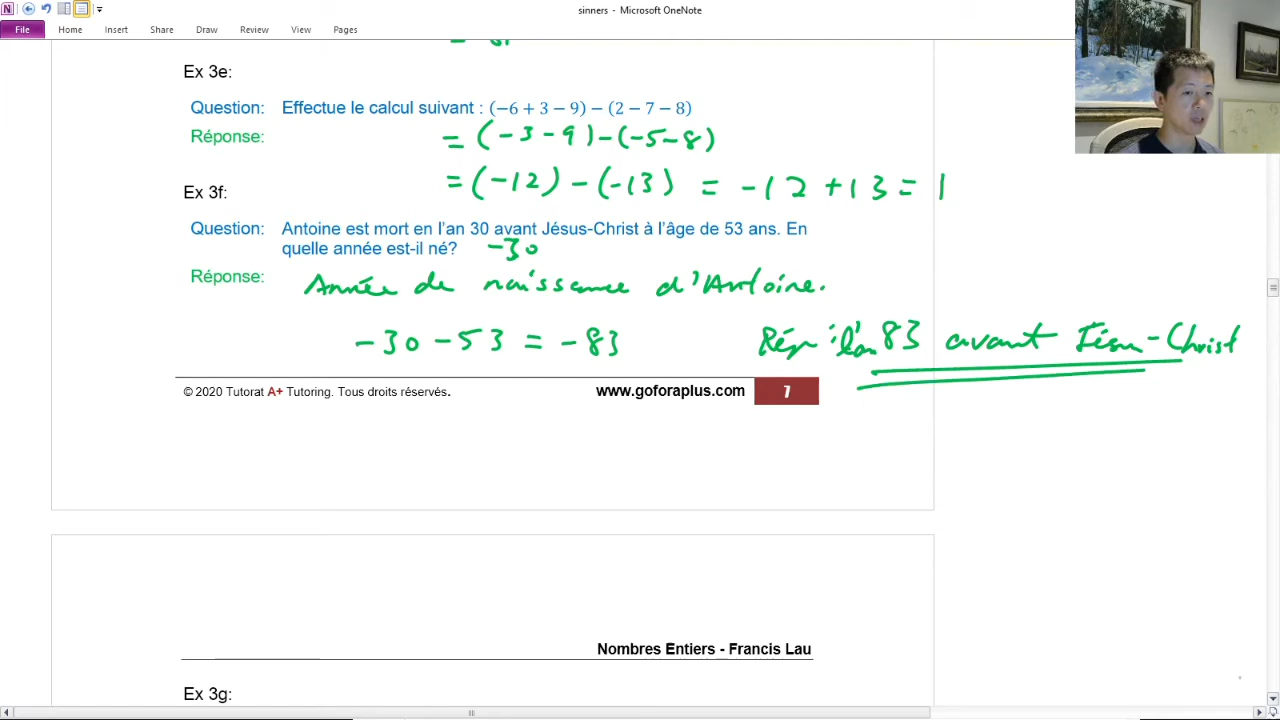 sinners - Microsoft OneNote
File Home Insert Share Draw Review View Pages
Ex 3e:
Question: Effectue le calcul suivant : (−6 + 3 − 9) − (2 − 7 − 8)
Réponse: = (-3-9)-(-5-8)
= (-12) - (-13) = -12 +13 = 1
Ex 3f:
Question: Antoine est mort en l'an 30 avant Jésus-Christ à l'âge de 53 ans. En
quelle année est-il né? -30
Réponse: Année de naissance d'Antoine.
-30 - 53 = -83 Rép : l'an 83 avant Jésus-Christ
© 2020 Tutorat A+ Tutoring. Tous droits réservés. www.goforaplus.com 7
Nombres Entiers - Francis Lau
Ex 3g: